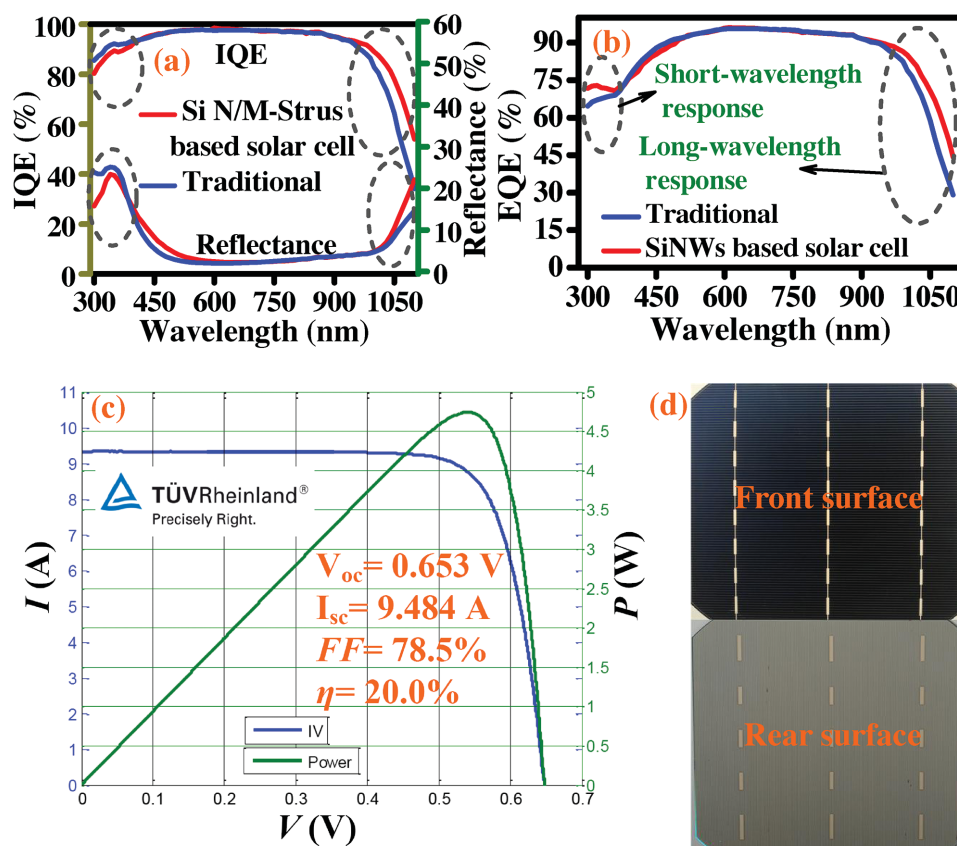 (a)
IQE
Si N/M-Strus
based solar cell
Traditional
Reflectance
100
80
60
40
20
0
IQE (%)
60
50
40
30
20
10
0
Reflectance (%)
300 450 600 750 900 1050
Wavelength (nm)
(b)
Short-wavelength
response
Long-wavelength
response
Traditional
SiNWs based solar cell
90
75
60
45
30
15
0
EQE (%)
300 450 600 750 900 1050
Wavelength (nm)
(c)
TÜVRheinland®
Precisely Right.
Voc= 0.653 V
Isc= 9.484 A
FF= 78.5%
η= 20.0%
IV
Power
11
10
9
8
7
6
5
4
3
2
1
0
I (A)
5
4.5
4
3.5
3
2.5
2
1.5
1
0.5
0
P (W)
0 0.1 0.2 0.3 0.4 0.5 0.6 0.7
V (V)
(d)
Front surface
Rear surface